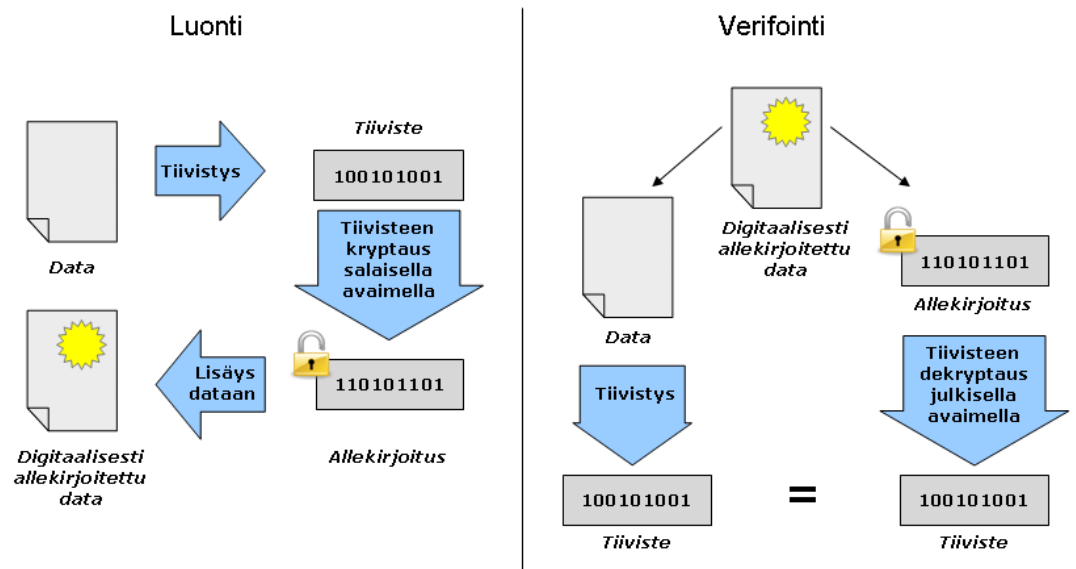 Luonti
Data
Tiivistys
Tiiviste
100101001
Tiivisteen
kryptaus
salaisella
avaimella
110101101
Allekirjoitus
Lisäys
dataan
Digitaalisesti
allekirjoitettu
data
Verifointi
Digitaalisesti
allekirjoitettu
data
Data
Tiivistys
100101001
Tiiviste
=
110101101
Allekirjoitus
Tiivisteen
dekryptaus
julkisella
avaimella
100101001
Tiiviste